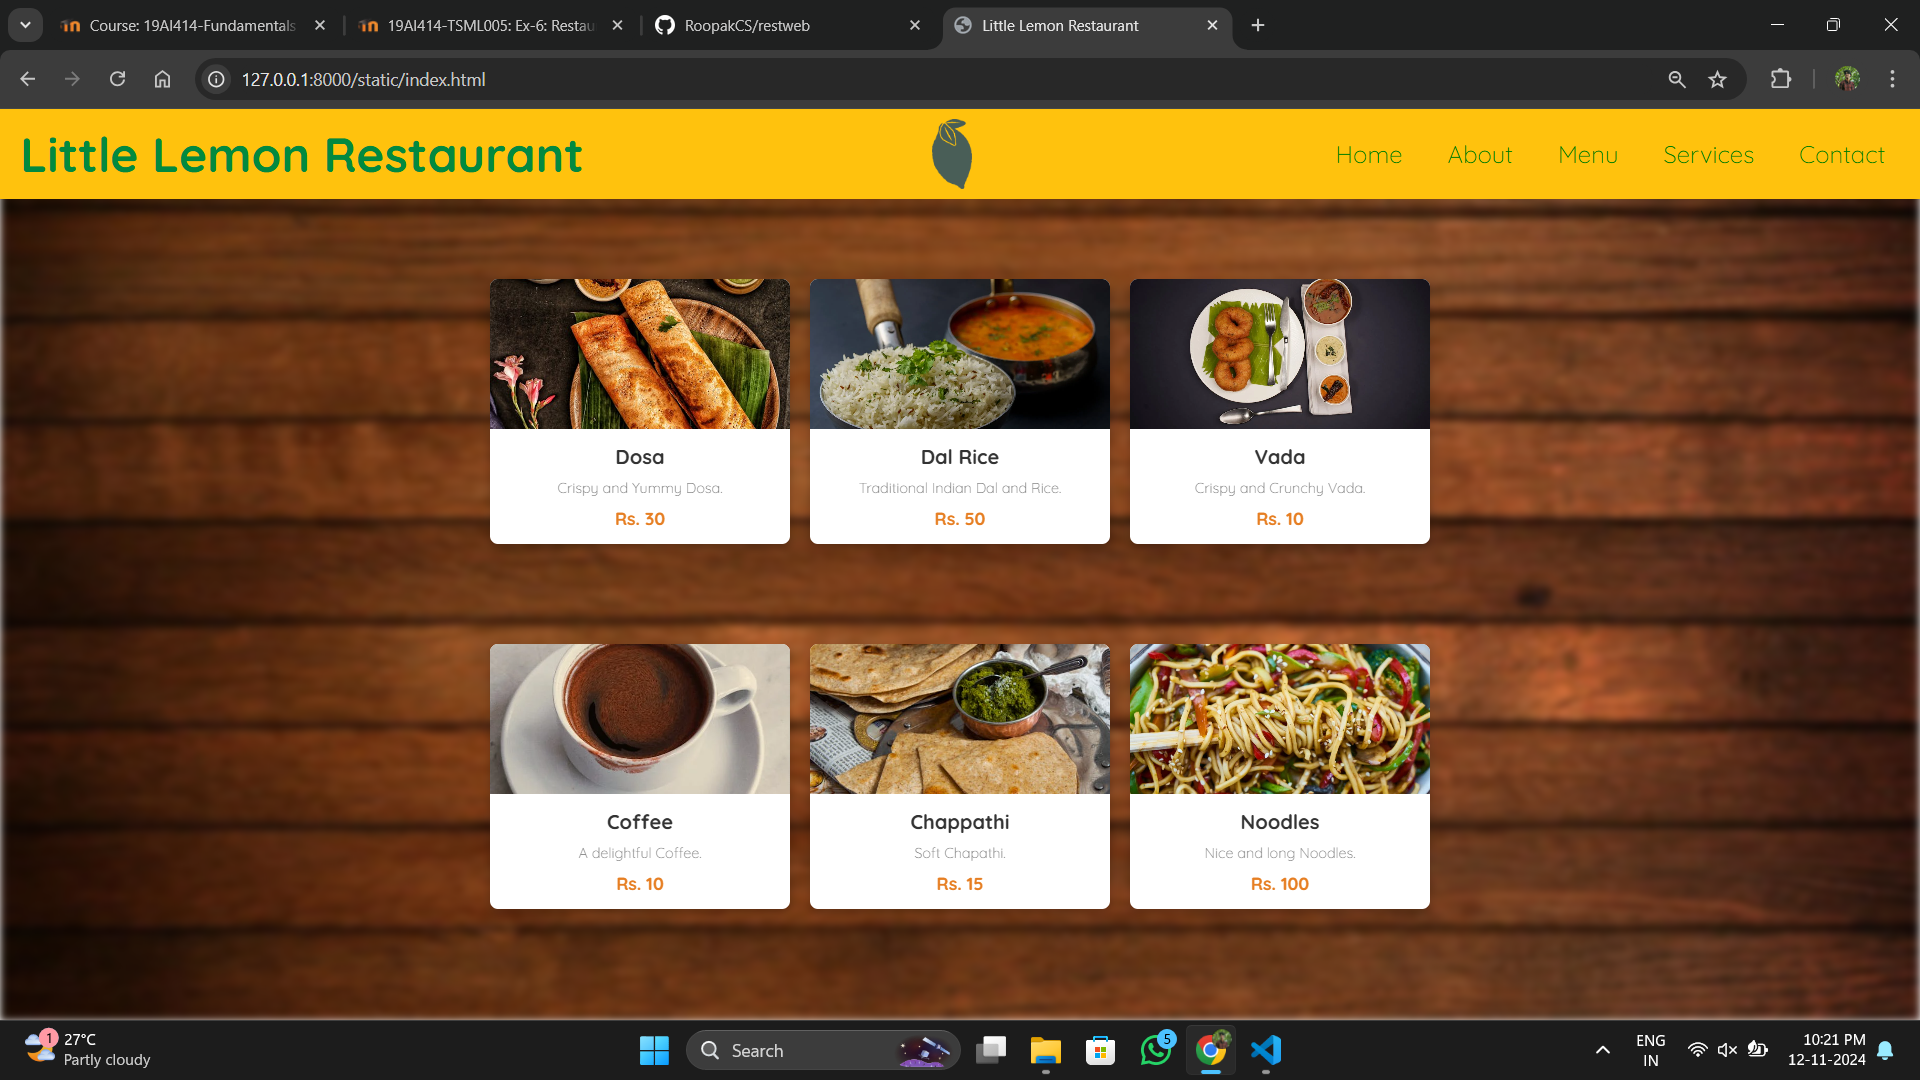 Course: 19AI414-Fundamentals
19AI414-TSML005: Ex-6: Restau
RoopakCS/restweb
Little Lemon Restaurant
127.0.0.1:8000/static/index.html
Little Lemon Restaurant
Home About Menu Services Contact
Dosa
Crispy and Yummy Dosa.
Rs. 30
Dal Rice
Traditional Indian Dal and Rice.
Rs. 50
Vada
Crispy and Crunchy Vada.
Rs. 10
Coffee
A delightful Coffee.
Rs. 10
Chappathi
Soft Chapathi.
Rs. 15
Noodles
Nice and long Noodles.
Rs. 100
1
27°C
Partly cloudy
Search
5
ENG
IN
10:21 PM
12-11-2024